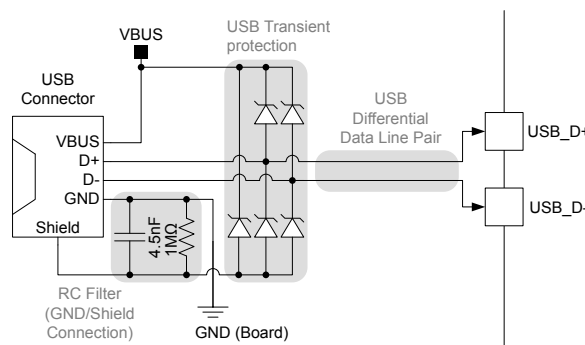 VBUS
USB Transient
protection
USB
Connector
USB
Differential
Data Line Pair
VBUS
D+
D-
GND
Shield
USB_D+
USB_D-
4.5nF
1MΩ
RC Filter
(GND/Shield
Connection)
GND (Board)